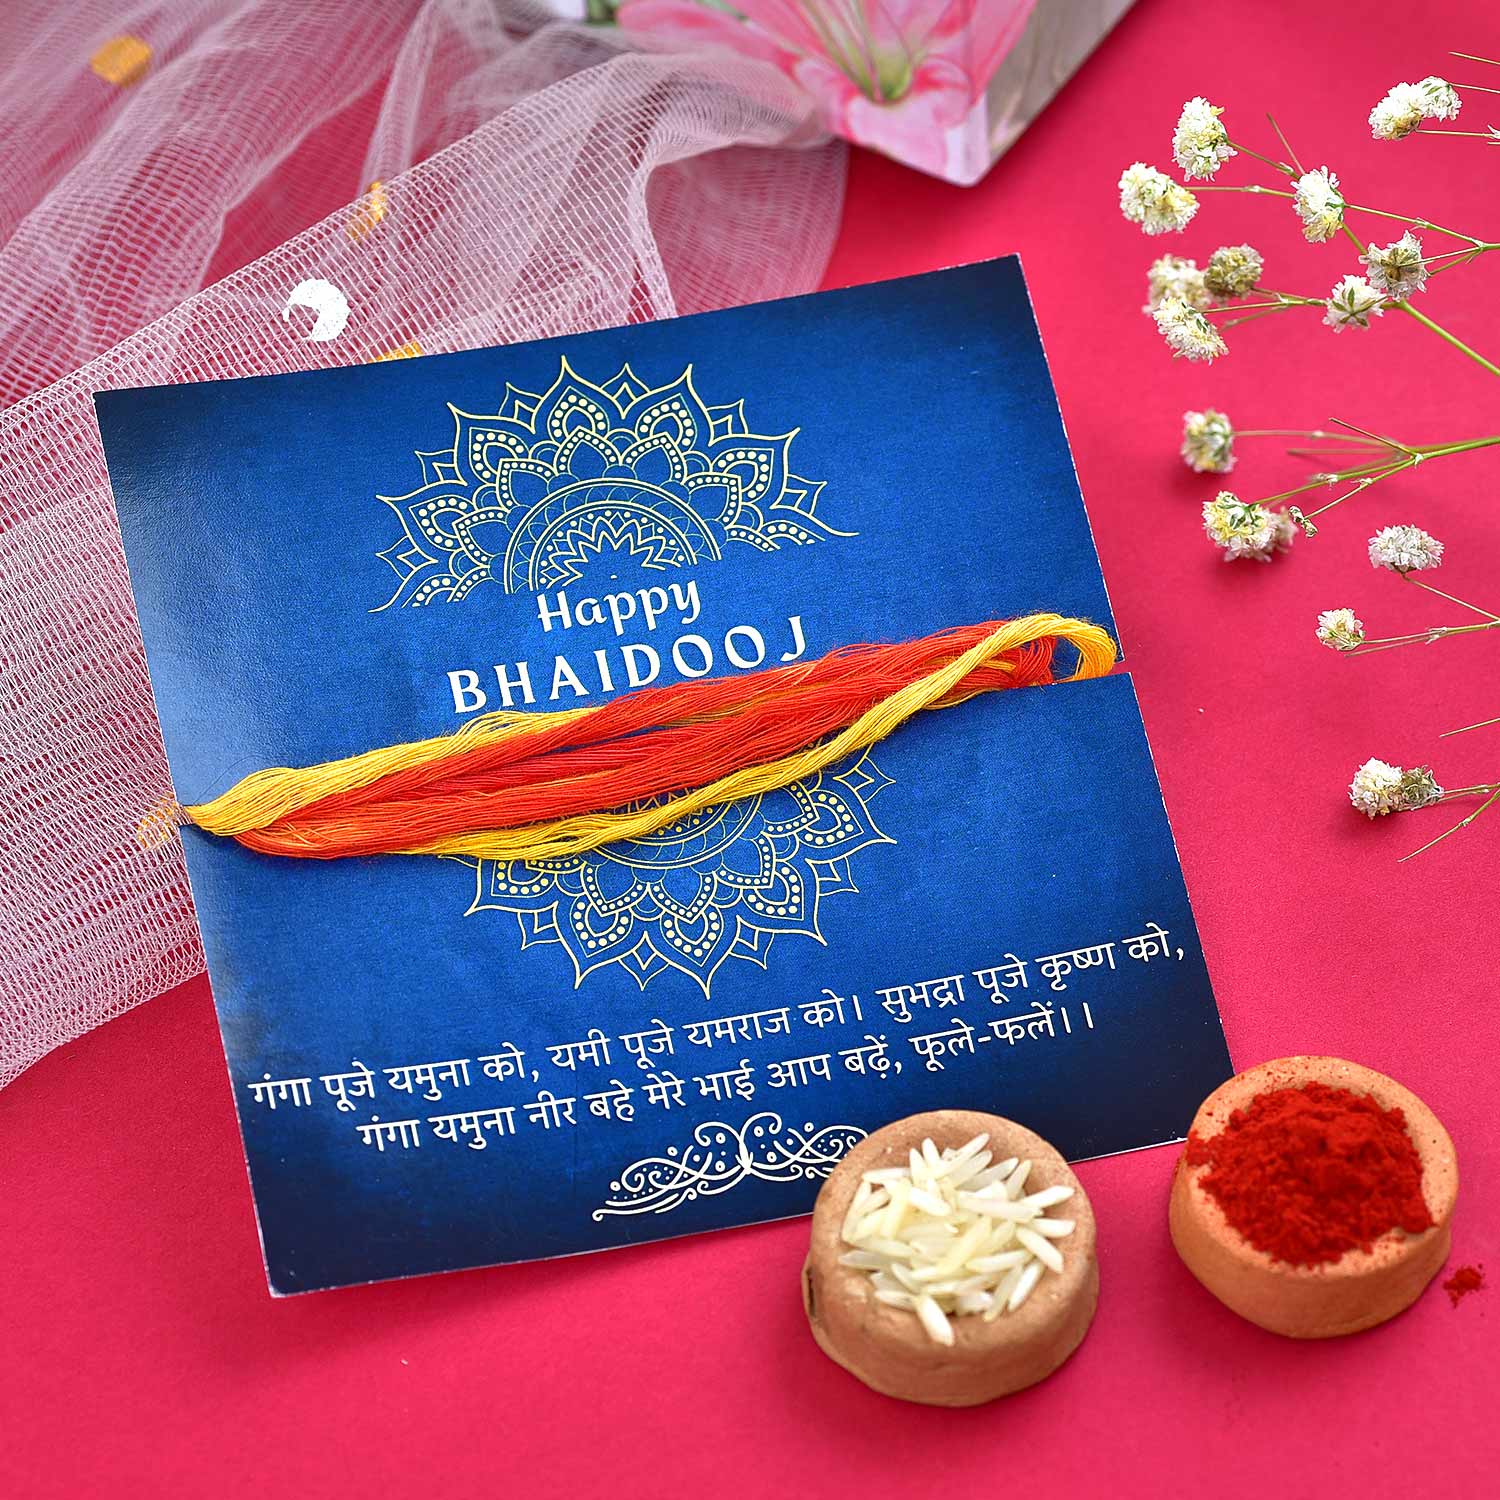 Happy
BHAIDOOJ
गंगा पूजे यमुना को, यमी पूजे यमराज को। सुभद्रा पूजे कृष्ण को,
गंगा यमुना नीर बहे मेरे भाई आप बढ़ें, फूले-फलें।।